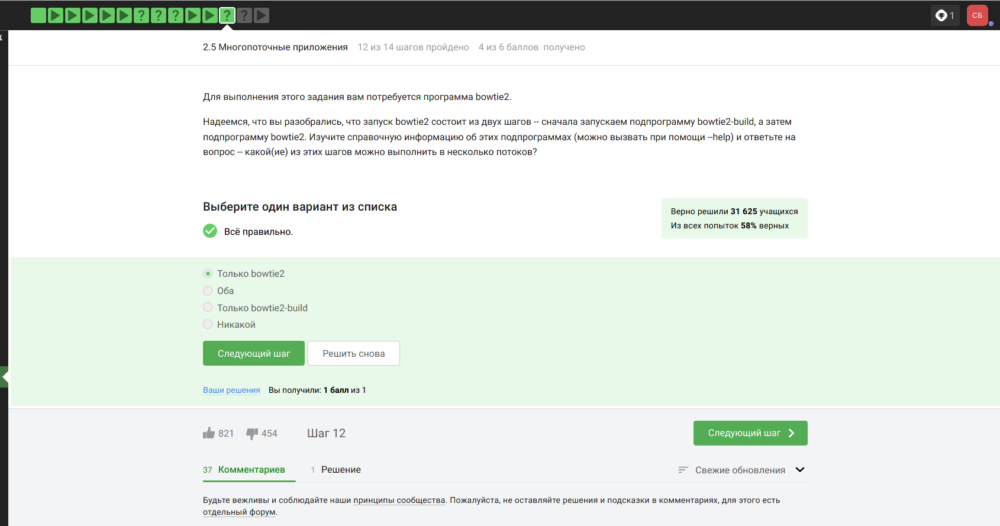 ? ? ? ? ?
1
СБ
2.5 Многопоточные приложения 12 из 14 шагов пройдено 4 из 6 баллов получено
Для выполнения этого задания вам потребуется программа bowtie2.
Надеемся, что вы разобрались, что запуск bowtie2 состоит из двух шагов -- сначала запускаем подпрограмму bowtie2-build, а затем
подпрограмму bowtie2. Изучите справочную информацию об этих подпрограммах (можно вызвать при помощи --help) и ответьте на
вопрос -- какой(ие) из этих шагов можно выполнить в несколько потоков?
Выберите один вариант из списка
Всё правильно.
Верно решили 31 625 учащихся
Из всех попыток 58% верных
Только bowtie2
Оба
Только bowtie2-build
Никакой
Следующий шаг
Решить снова
Ваши решения Вы получили: 1 балл из 1
821 454 Шаг 12
Следующий шаг
37 Комментариев 1 Решение
Свежие обновления
Будьте вежливы и соблюдайте наши принципы сообщества. Пожалуйста, не оставляйте решения и подсказки в комментариях, для этого есть
отдельный форум.